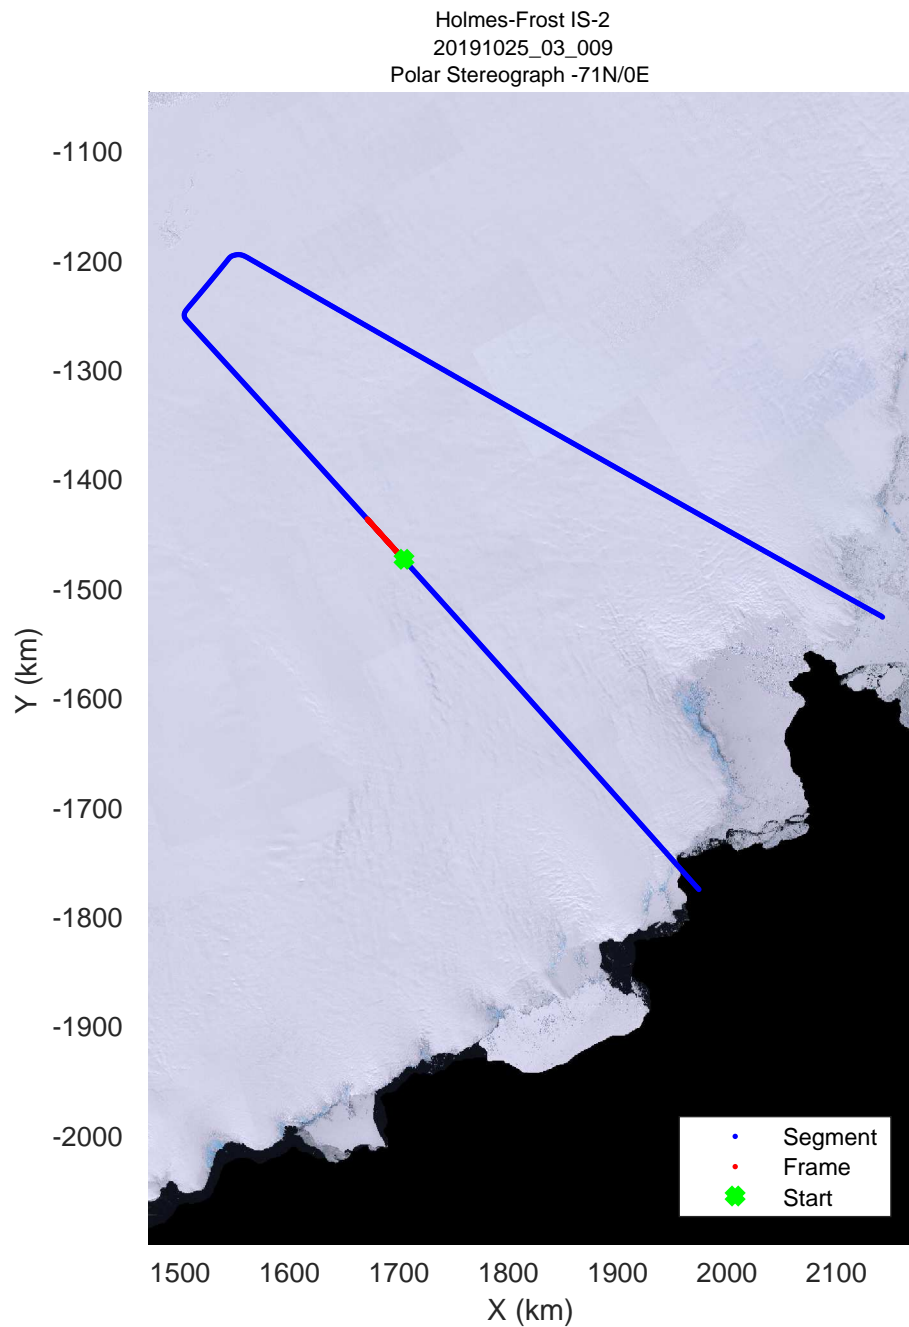 Holmes-Frost IS-2
20191025_03_009
Polar Stereograph -71N/0E
-1100
-1200
-1300
-1400
-1500
-1600
-1700
-1800
-1900
-2000
Y (km)
Segment
Frame
Start
1500 1600 1700 1800 1900 2000 2100
X (km)